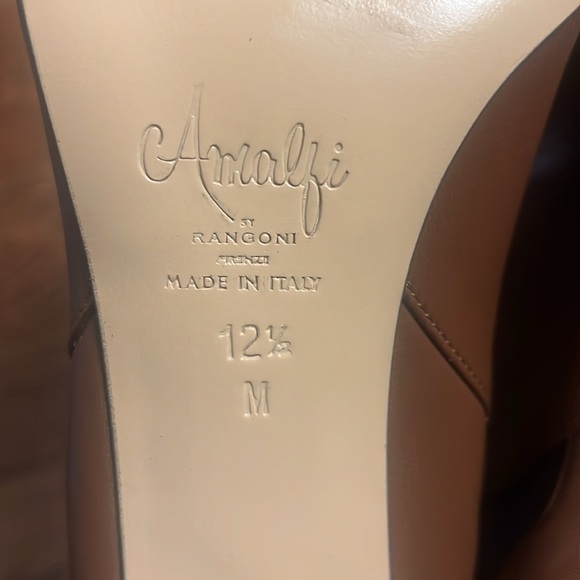 Amalfi
BY
RANGONI
FIRENZE
MADE IN ITALY
12½
M